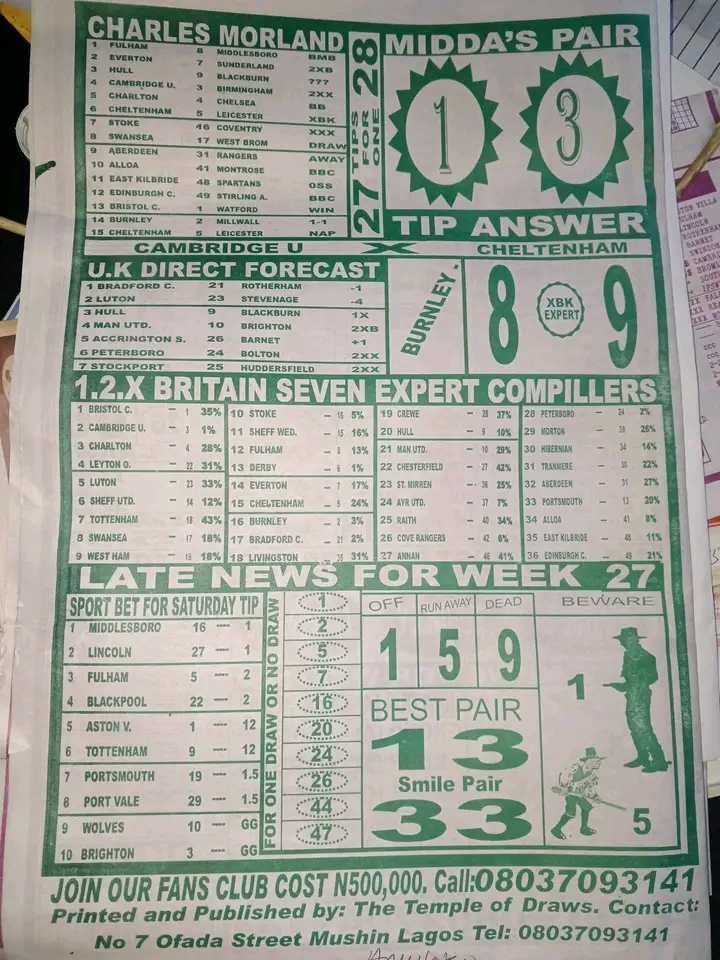 CHARLES MORLAND
1 FULHAM 8 MIDDLESBORO BMB
2 EVERTON 7 SUNDERLAND 2XB
3 HULL 9 BLACKBURN ???
4 CAMBRIDGE U. 3 BIRMINGHAM 2XX
5 CHARLTON 4 CHELSEA BB
6 CHELTENHAM 5 LEICESTER XBK
7 STOKE 46 COVENTRY XXX
8 SWANSEA 17 WEST BROM DRAW
9 ABERDEEN 31 RANGERS AWAY
10 ALLOA 41 MONTROSE BBC
11 EAST KILBRIDE 48 SPARTANS OSS
12 EDINBURGH C. 49 STIRLING A. BBC
13 BRISTOL C. 1 WATFORD WIN
14 BURNLEY 2 MILLWALL 1-1
15 CHELTENHAM 5 LEICESTER NAP
27 TIPS FOR ONE 28
MIDDA'S PAIR
1 3
TIP ANSWER
CAMBRIDGE U X CHELTENHAM
U.K DIRECT FORECAST
1 BRADFORD C. 21 ROTHERHAM -1
2 LUTON 23 STEVENAGE -4
3 HULL 9 BLACKBURN 1X
4 MAN UTD. 10 BRIGHTON 2XB
5 ACCRINGTON S. 26 BARNET +1
6 PETERBORO 24 BOLTON 2XX
7 STOCKPORT 25 HUDDERSFIELD 2XX
BURNLEY -
8 XBK EXPERT 9
1.2.X BRITAIN SEVEN EXPERT COMPILLERS
1 BRISTOL C. – 1 35%
2 CAMBRIDGE U. – 3 1%
3 CHARLTON – 4 28%
4 LEYTON O. – 22 31%
5 LUTON – 23 33%
6 SHEFF UTD. – 14 12%
7 TOTTENHAM – 18 43%
8 SWANSEA – 17 18%
9 WEST HAM – 19 18%
10 STOKE – 16 5%
11 SHEFF WED. – 15 16%
12 FULHAM – 8 13%
13 DERBY – 6 1%
14 EVERTON – 7 17%
15 CHELTENHAM – 5 24%
16 BURNLEY – 2 3%
17 BRADFORD C. – 21 2%
18 LIVINGSTON 35 31%
19 CREWE – 28 37%
20 HULL – 9 10%
21 MAN UTD. – 10 29%
22 CHESTERFIELD – 27 42%
23 ST. MIRREN – 36 25%
24 AYR UTD. – 37 7%
25 RAITH – 40 34%
26 COVE RANGERS – 42 6%
27 ANNAN – 46 41%
28 PETERBORO – 24 2%
29 MORTON – 38 26%
30 HIBERNIAN – 34 14%
31 TRANMERE – 30 22%
32 ABERDEEN – 31 27%
33 PORTSMOUTH – 13 20%
34 ALLOA – 41 8%
35 EAST KILBRIDE – 48 11%
36 EDINBURG C. – 49 21%
LATE NEWS FOR WEEK 27
SPORT BET FOR SATURDAY TIP
1 MIDDLESBORO 16 ---- 1
2 LINCOLN 27 ---- 1
3 FULHAM 5 ---- 2
4 BLACKPOOL 22 ---- 2
5 ASTON V. 1 ---- 12
6 TOTTENHAM 9 ---- 12
7 PORTSMOUTH 19 ---- 1.5
8 PORT VALE 29 ---- 1.5
9 WOLVES 10 ---- GG
10 BRIGHTON 3 ---- GG
FOR ONE DRAW OR NO DRAW
1
2
5
7
16
20
24
26
44
47
OFF RUN AWAY DEAD
1 5 9
BEST PAIR
13
Smile Pair
33
BEWARE
1
5
JOIN OUR FANS CLUB COST N500,000. Call:08037093141
Printed and Published by: The Temple of Draws. Contact:
No 7 Ofada Street Mushin Lagos Tel: 08037093141